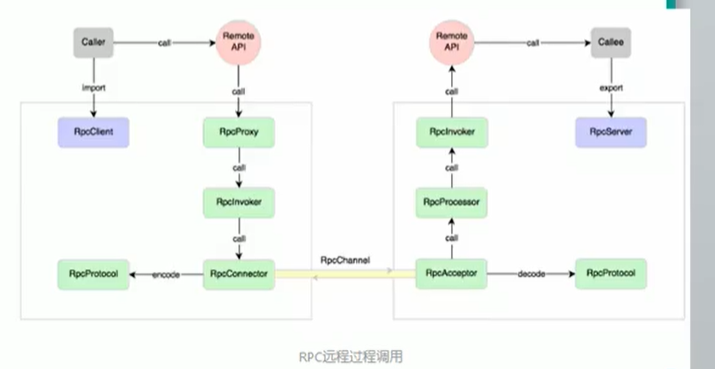 Caller
call
Remote
API
Remote
API
call
Callee
import
call
call
export
RpcClient
RpcProxy
RpcInvoker
RpcServer
call
call
RpcInvoker
RpcProcessor
call
call
RpcChannel
RpcProtocol
encode
RpcConnector
RpcAcceptor
decode
RpcProtocol
RPC远程过程调用